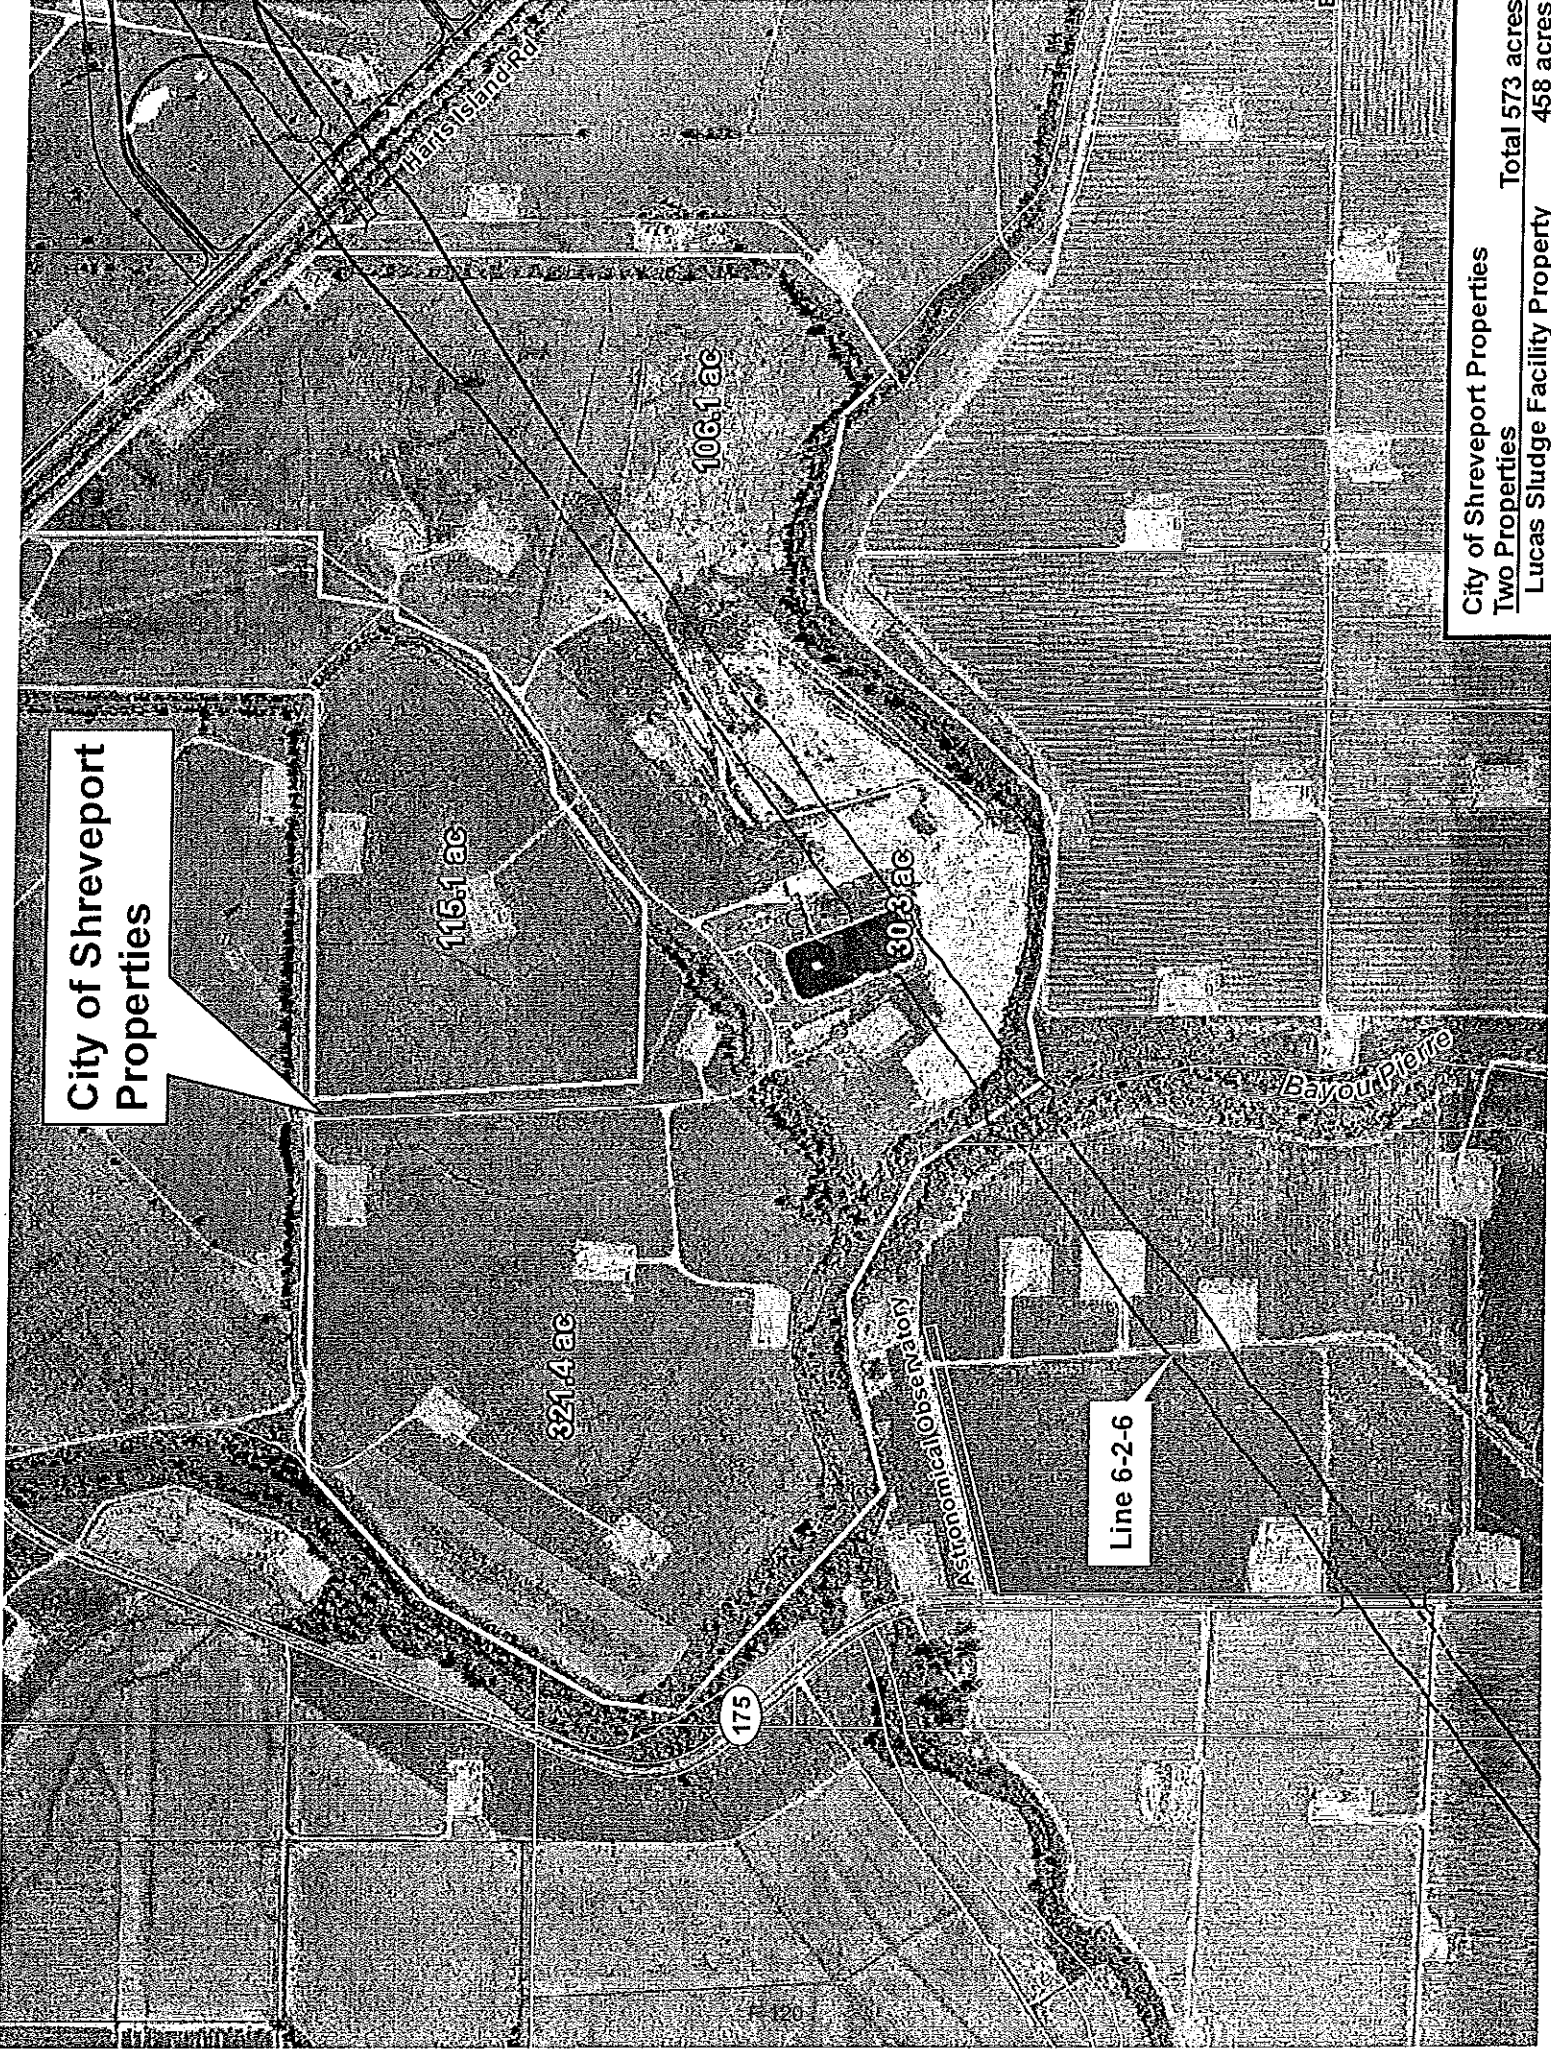 City of Shreveport
Properties
Harts Island Rd
115.1 ac
106.1 ac
321.4 ac
30.3 ac
175
Astronomical Observatory
Line 6-2-6
Bayou Pierre
City of Shreveport Properties
Two Properties Total 573 acres
Lucas Sludge Facility Property 458 acres